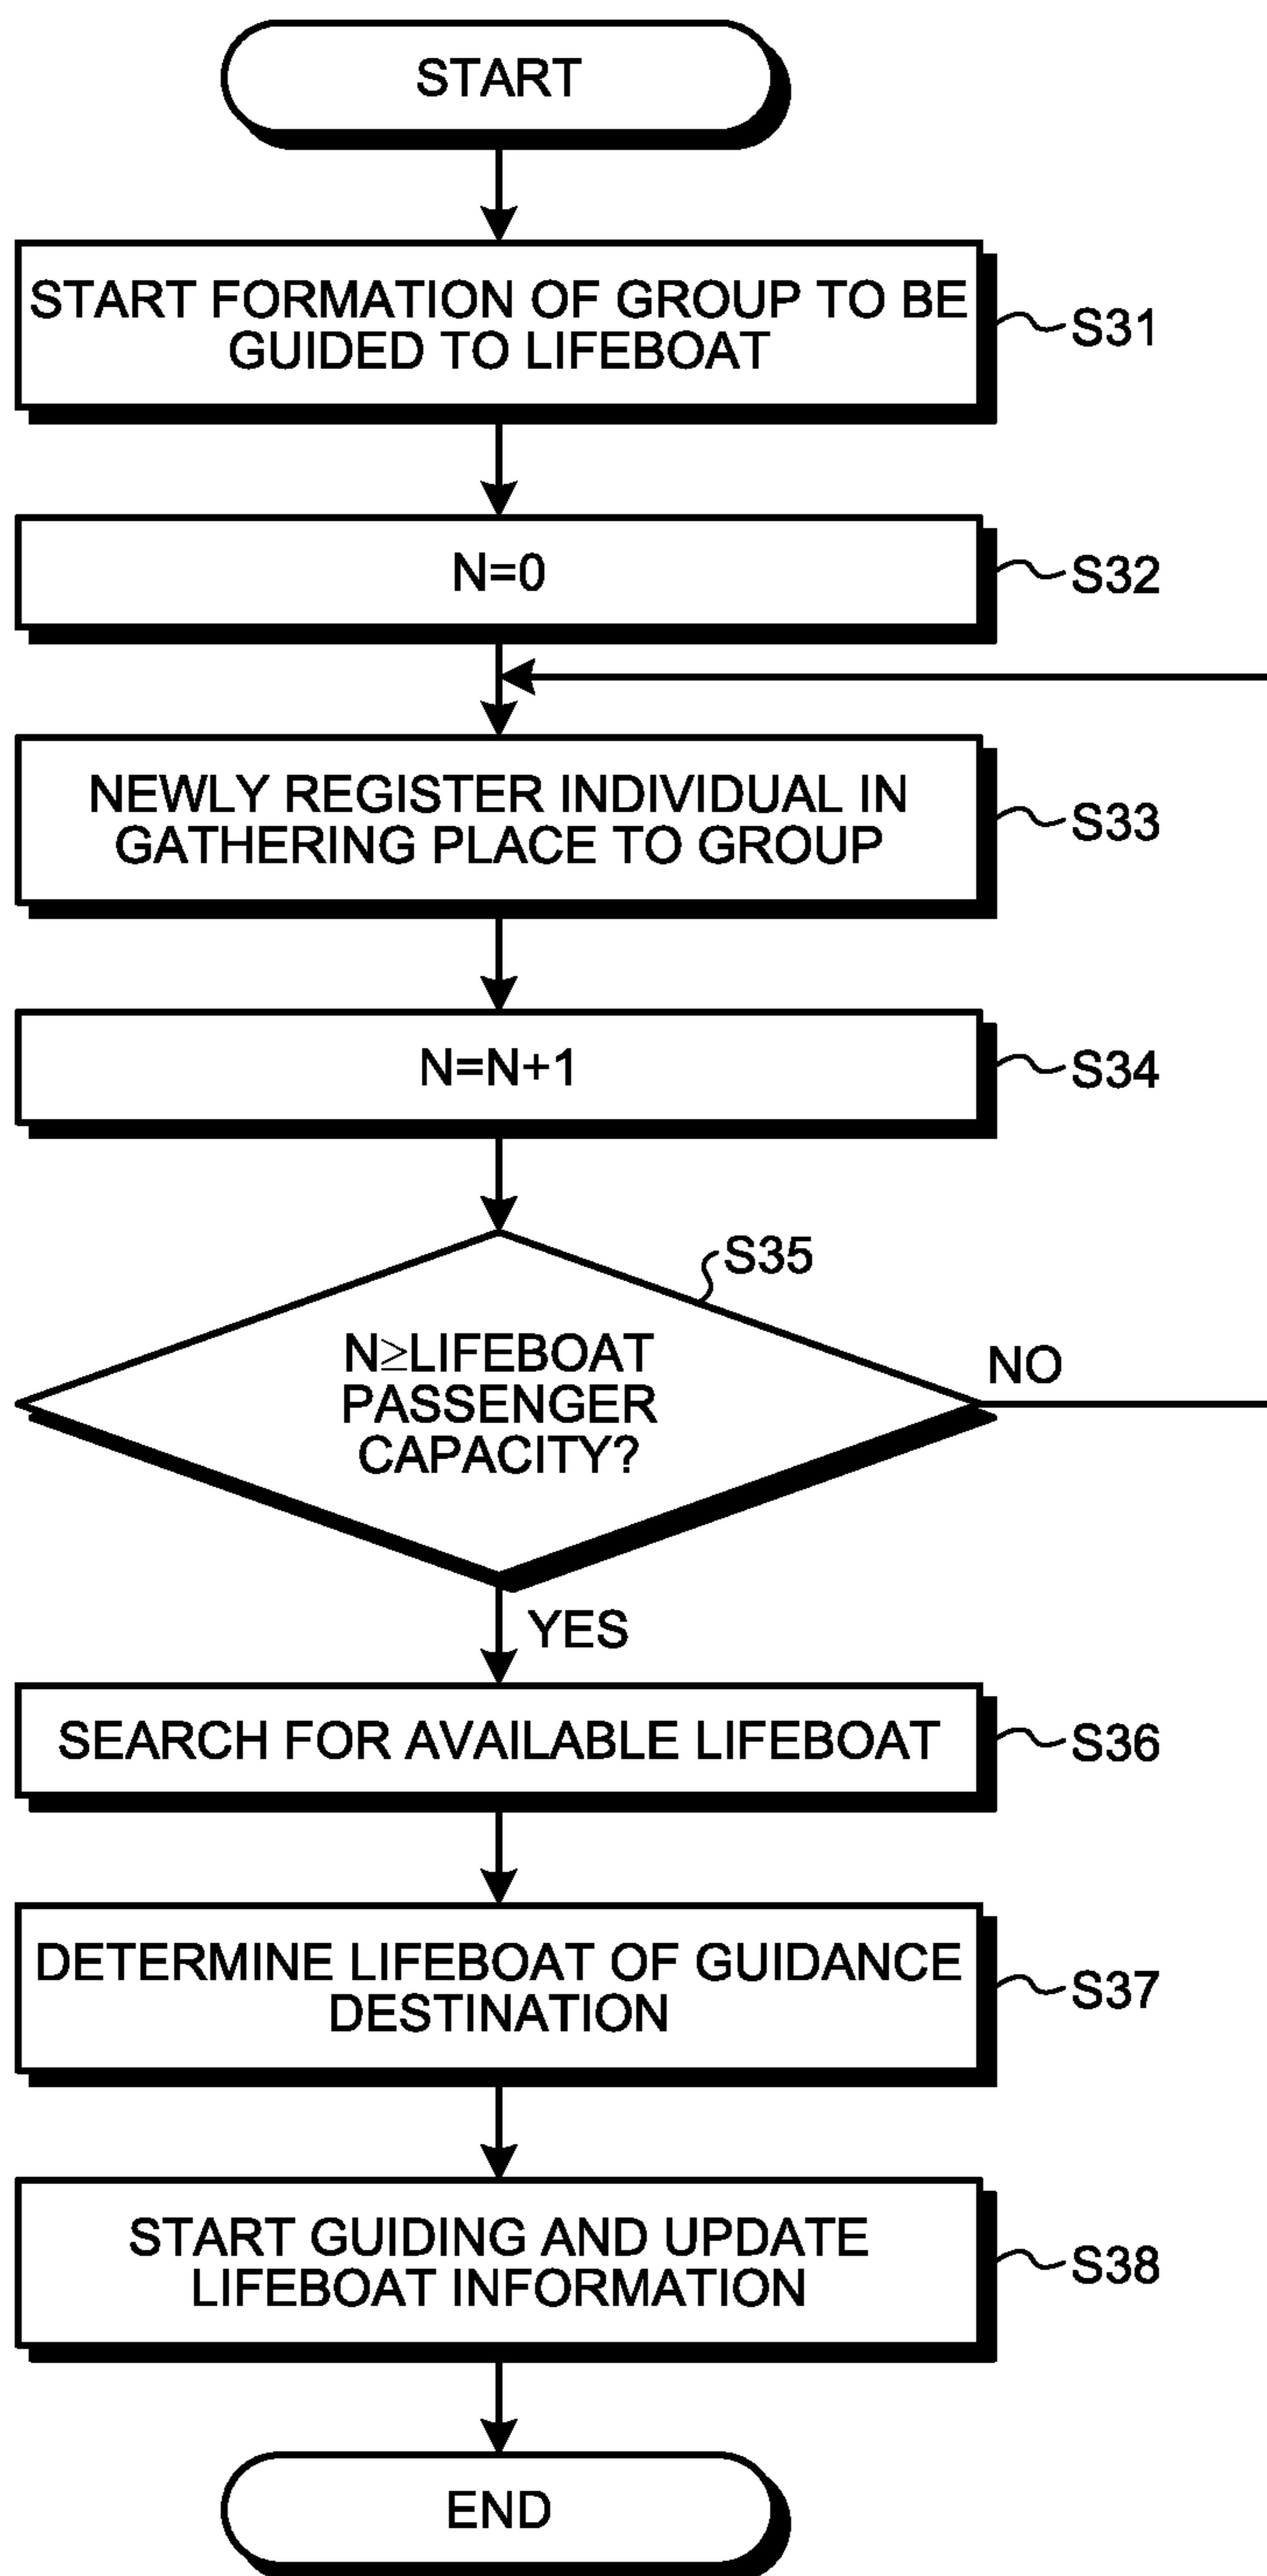 START
START FORMATION OF GROUP TO BE
GUIDED TO LIFEBOAT
S31
N=0
S32
NEWLY REGISTER INDIVIDUAL IN
GATHERING PLACE TO GROUP
S33
N=N+1
S34
S35
N≥LIFEBOAT
PASSENGER
CAPACITY?
NO
YES
SEARCH FOR AVAILABLE LIFEBOAT
S36
DETERMINE LIFEBOAT OF GUIDANCE
DESTINATION
S37
START GUIDING AND UPDATE
LIFEBOAT INFORMATION
S38
END